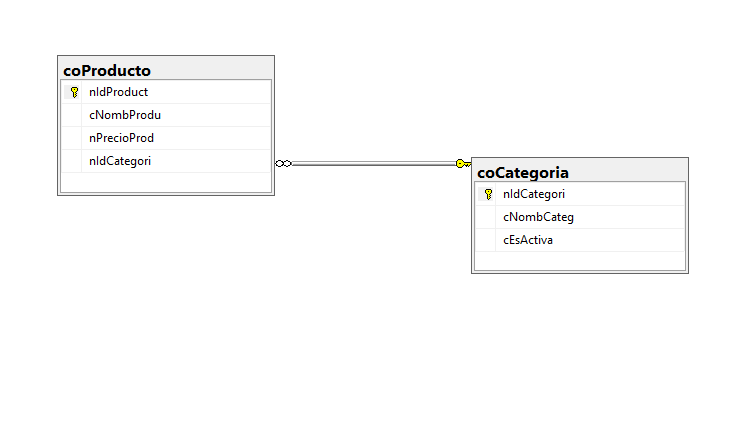 coProducto
nIdProduct
cNombProdu
nPrecioProd
nIdCategori
coCategoria
nIdCategori
cNombCateg
cEsActiva